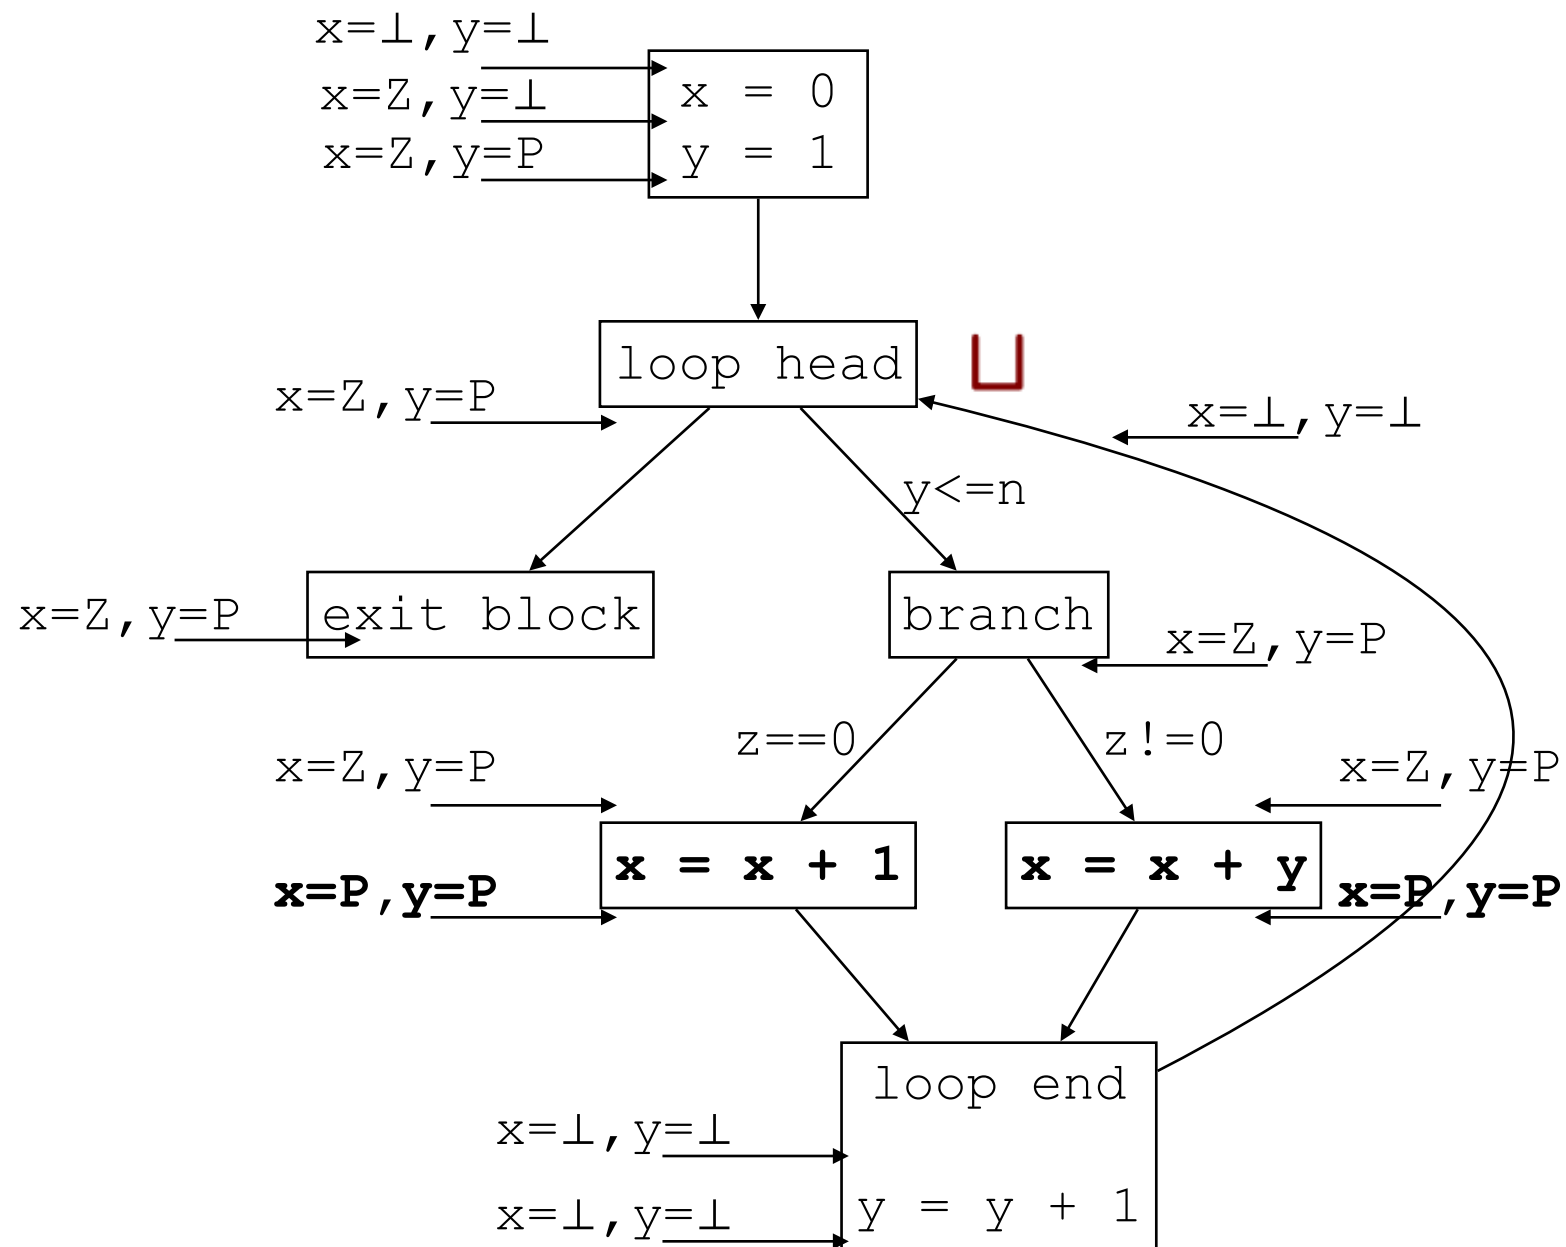 x=⊥,y=⊥
x=Z,y=⊥
x=Z,y=P
x = 0
y = 1
loop head
⊔
x=Z,y=P
x=⊥,y=⊥
y<=n
x=Z,y=P
exit block
branch
x=Z,y=P
z==0
z!=0
x=Z,y=P
x=Z,y=P
x = x + 1
x = x + y
x=P,y=P
x=P,y=P
loop end
x=⊥,y=⊥
y = y + 1
x=⊥,y=⊥